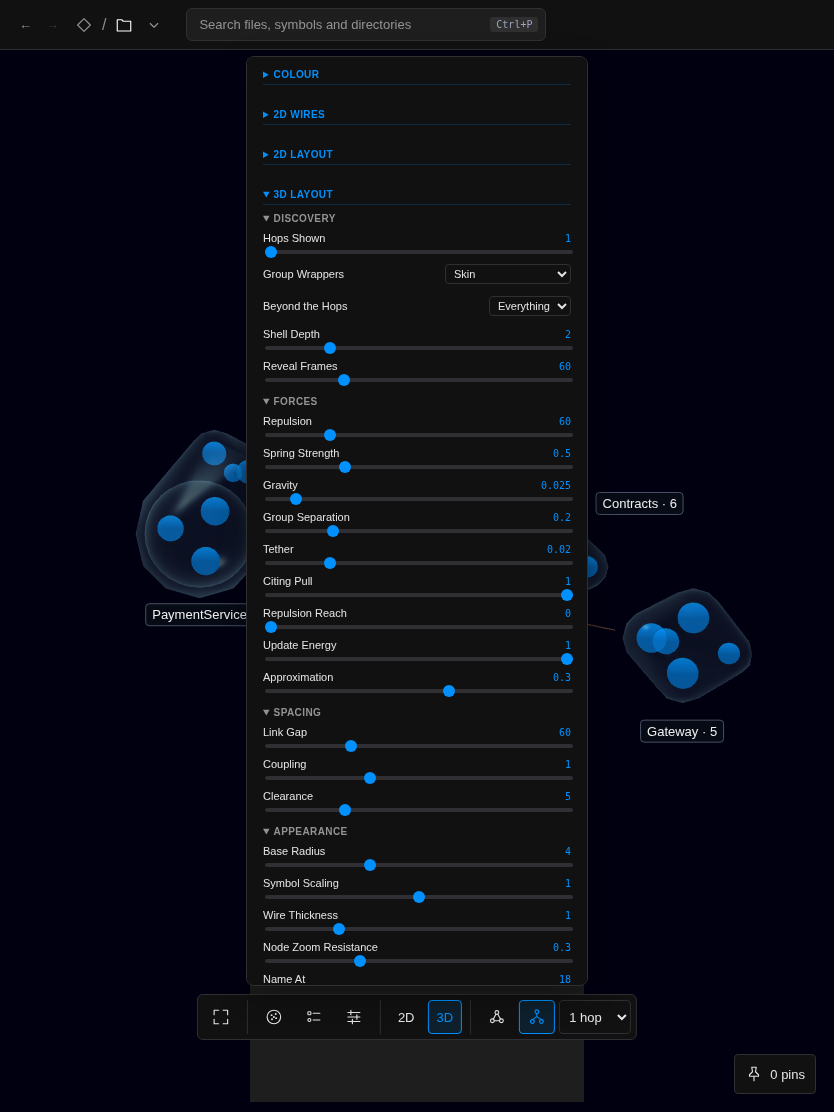 /
Search files, symbols and directories Ctrl+P
COLOUR
2D WIRES
2D LAYOUT
3D LAYOUT
DISCOVERY
Hops Shown 1
Group Wrappers Skin
Beyond the Hops Everything
Shell Depth 2
Reveal Frames 60
FORCES
Repulsion 60
Spring Strength 0.5
Gravity 0.025
Group Separation 0.2
Tether 0.02
Citing Pull 1
Repulsion Reach 0
Update Energy 1
Approximation 0.3
SPACING
Link Gap 60
Coupling 1
Clearance 5
APPEARANCE
Base Radius 4
Symbol Scaling 1
Wire Thickness 1
Node Zoom Resistance 0.3
Name At 18
PaymentService
Contracts · 6
Gateway · 5
2D 3D 1 hop
0 pins